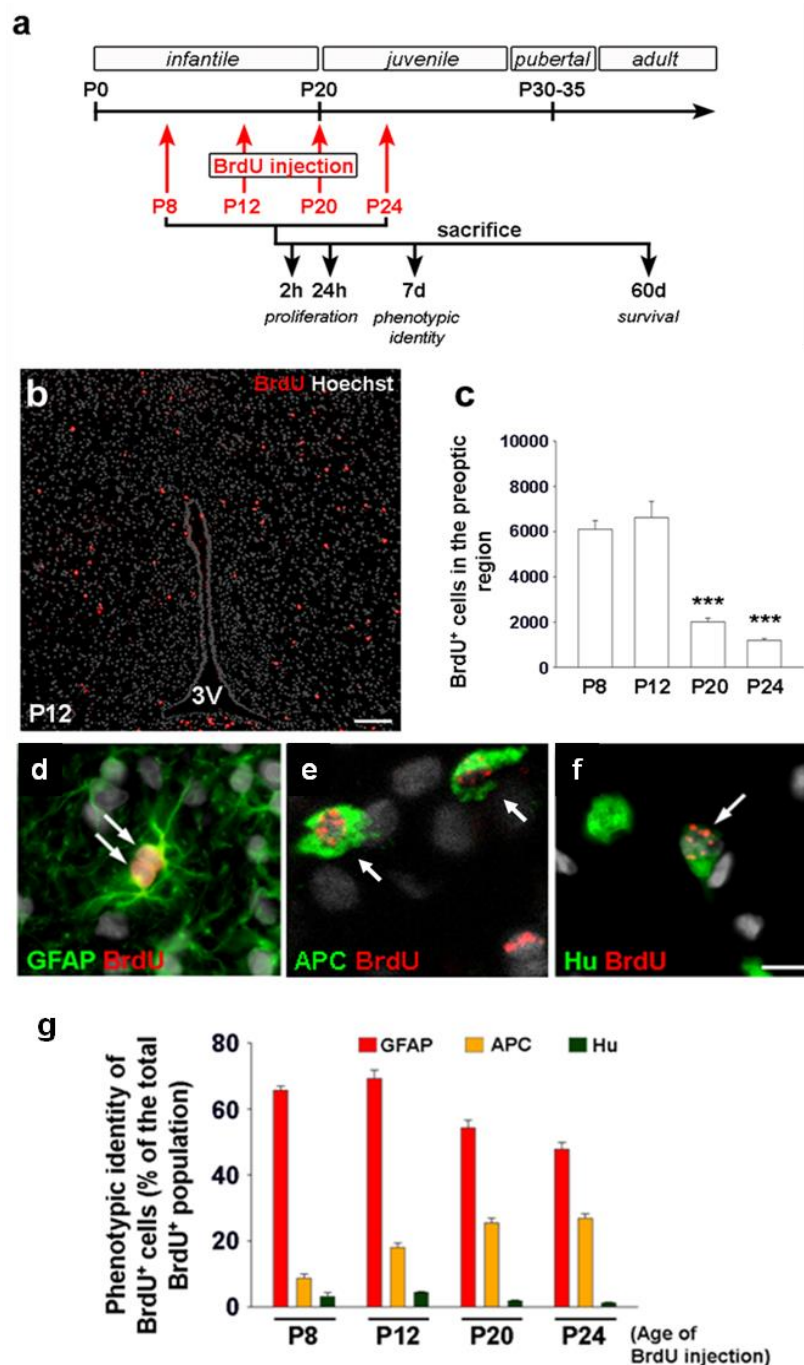 a
infantile juvenile pubertal adult
P0 P20 P30-35
BrdU injection
P8 P12 P20 P24
sacrifice
2h 24h 7d 60d
proliferation phenotypic survival
identity
b BrdU Hoechst
3V
P12
c
BrdU⁺ cells in the preoptic
region
10000
8000
6000
4000
2000
0
*** ***
P8 P12 P20 P24
d
GFAP BrdU
e
APC BrdU
f
Hu BrdU
g
Phenotypic identity of
BrdU⁺ cells (% of the total
BrdU⁺ population)
80
60
40
20
0
GFAP APC Hu
P8 P12 P20 P24 (Age of
BrdU injection)